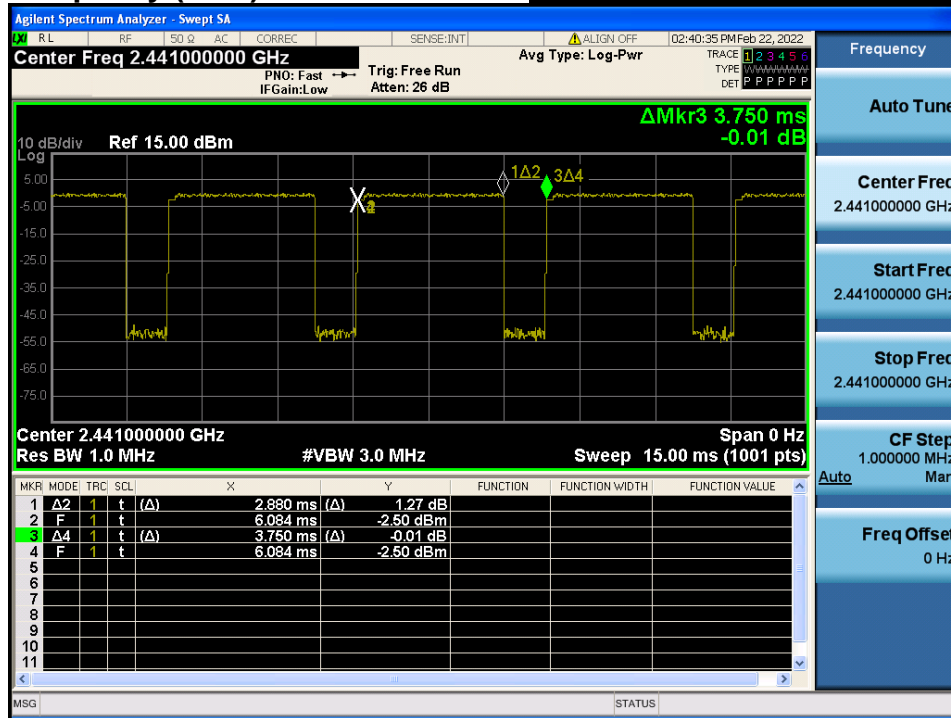 Agilent Spectrum Analyzer - Swept SA
LXI RL RF 50 Ω AC CORREC SENSE:INT ALIGN OFF 02:40:35 PM Feb 22, 2022
Center Freq 2.441000000 GHz
PNO: Fast
IFGain:Low
Trig: Free Run
Atten: 26 dB
Avg Type: Log-Pwr
TRACE 1 2 3 4 5 6
TYPE WWWWWW
DET P P P P P P
ΔMkr3 3.750 ms
-0.01 dB
10 dB/div Ref 15.00 dBm
Log
1Δ2 3Δ4
5.00
-5.00
-15.0
-25.0
-35.0
-45.0
-55.0
-65.0
-75.0
Center 2.441000000 GHz Span 0 Hz
Res BW 1.0 MHz #VBW 3.0 MHz Sweep 15.00 ms (1001 pts)
MKR MODE TRC SCL X Y FUNCTION FUNCTION WIDTH FUNCTION VALUE
1 Δ2 1 t (Δ) 2.880 ms (Δ) 1.27 dB
2 F 1 t 6.084 ms -2.50 dBm
3 Δ4 1 t (Δ) 3.750 ms (Δ) -0.01 dB
4 F 1 t 6.084 ms -2.50 dBm
5
6
7
8
9
10
11
MSG STATUS
Frequency
Auto Tune
Center Freq
2.441000000 GHz
Start Freq
2.441000000 GHz
Stop Freq
2.441000000 GHz
CF Step
1.000000 MHz
Auto Man
Freq Offset
0 Hz